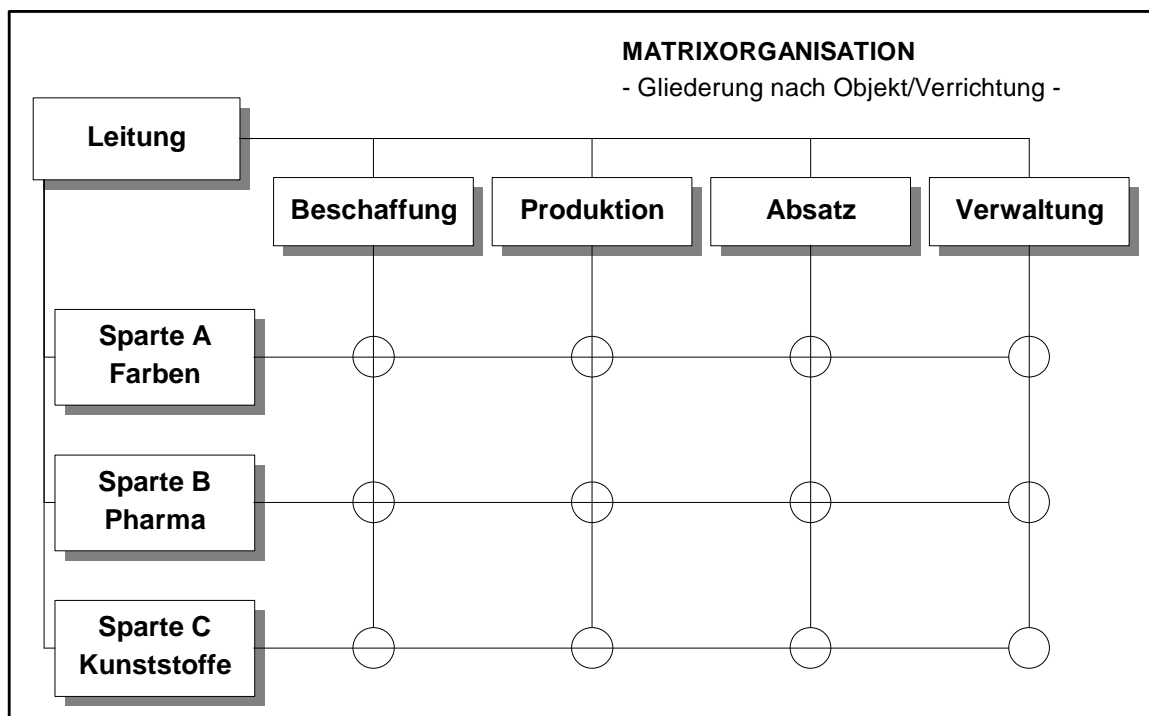 MATRIXORGANISATION
- Gliederung nach Objekt/Verrichtung -
Leitung
Beschaffung
Produktion
Absatz
Verwaltung
Sparte A
Farben
Sparte B
Pharma
Sparte C
Kunststoffe